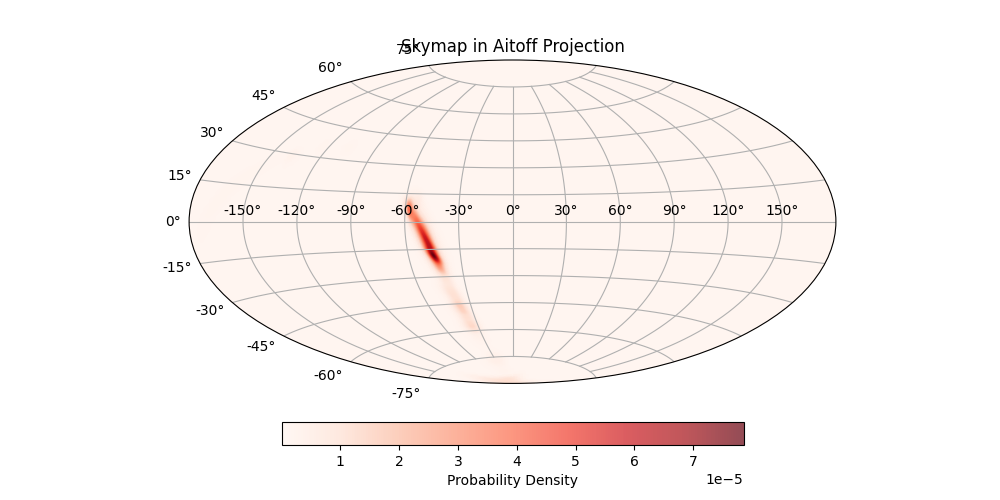 Skymap in Aitoff Projection
75°
60°
45°
30°
15°
-150° -120° -90° -60° -30° 0° 30° 60° 90° 120° 150°
0°
-15°
-30°
-45°
-60°
-75°
1 2 3 4 5 6 7
1e−5
Probability Density